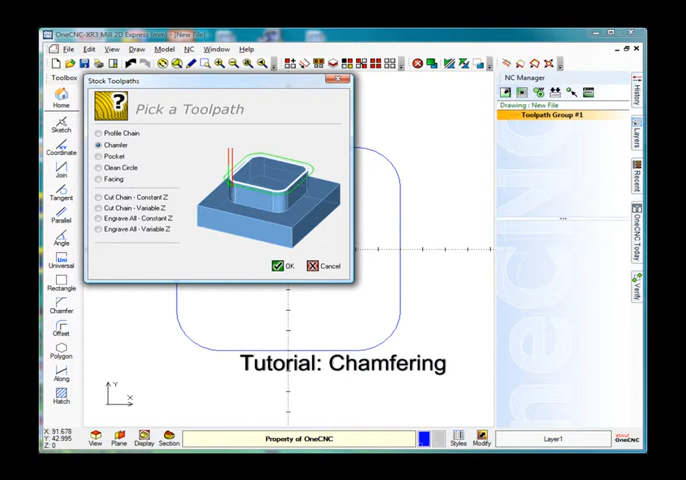 OneCNC-XR3 Mill 2D Express [mm] - [New File]
File Edit View Draw Model NC Window Help
Toolbox
Home
Sketch
Coordinate
Join
Tangent
Parallel
Angle
Uni
Universal
Rectangle
Chamfer
Offset
Polygon
Along
Hatch
Stock Toolpaths
Pick a Toolpath
Profile Chain
Chamfer
Pocket
Clean Circle
Facing
Cut Chain - Constant Z
Cut Chain - Variable Z
Engrave All - Constant Z
Engrave All - Variable Z
OK Cancel
Tutorial: Chamfering
Y
X
NC Manager
Drawing : New File
Toolpath Group #1
History
Layers
Recent
OneCNC Today
Verify
onecnc
X: 91.678
Y: 42.995
Z: 0
View Plane Display Section
Property of OneCNC
Styles Modify
Layer1
about
OneCNC